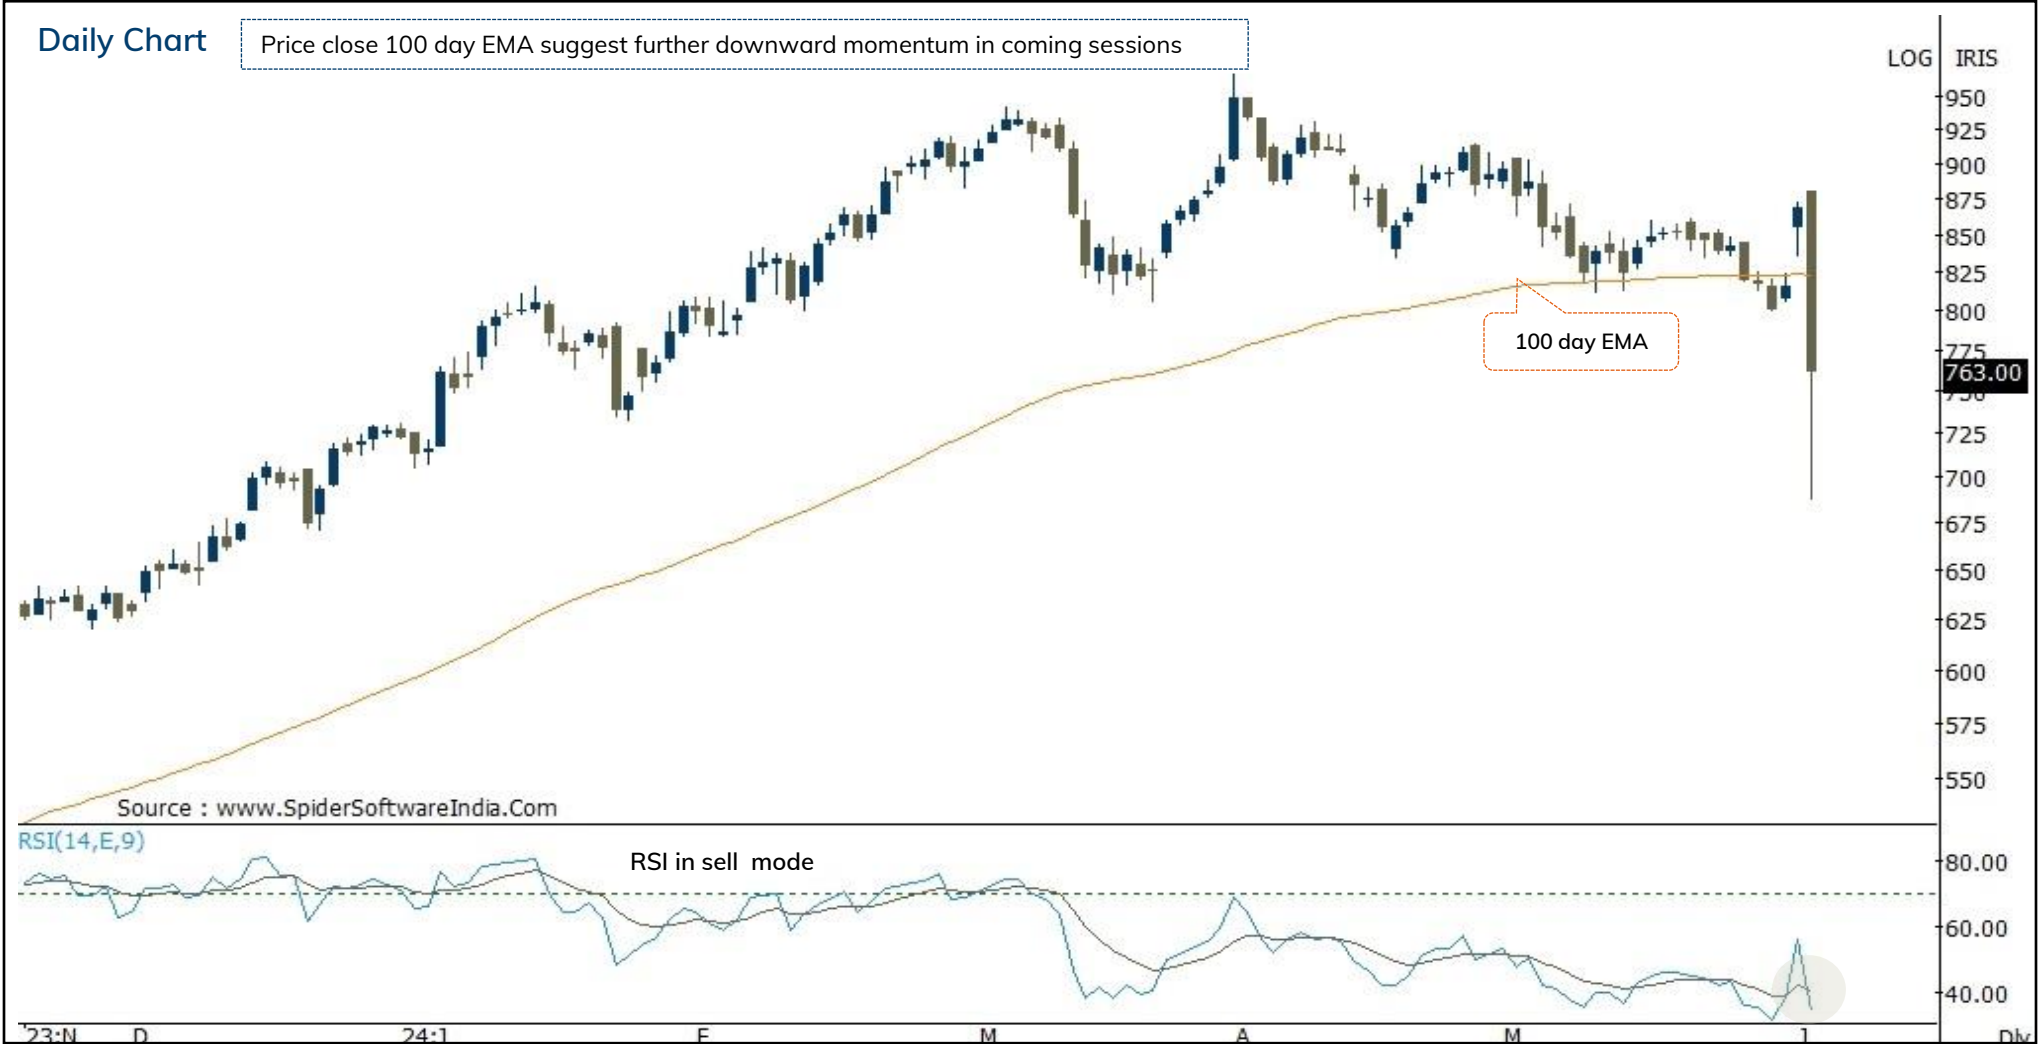 Daily Chart
Price close 100 day EMA suggest further downward momentum in coming sessions
LOG IRIS
950
925
900
875
850
825
800
775
763.00
750
725
700
675
650
625
600
575
550
100 day EMA
Source : www.SpiderSoftwareIndia.Com
RSI(14,E,9)
RSI in sell mode
80.00
60.00
40.00
23:N D 24:J F M A M J Dly